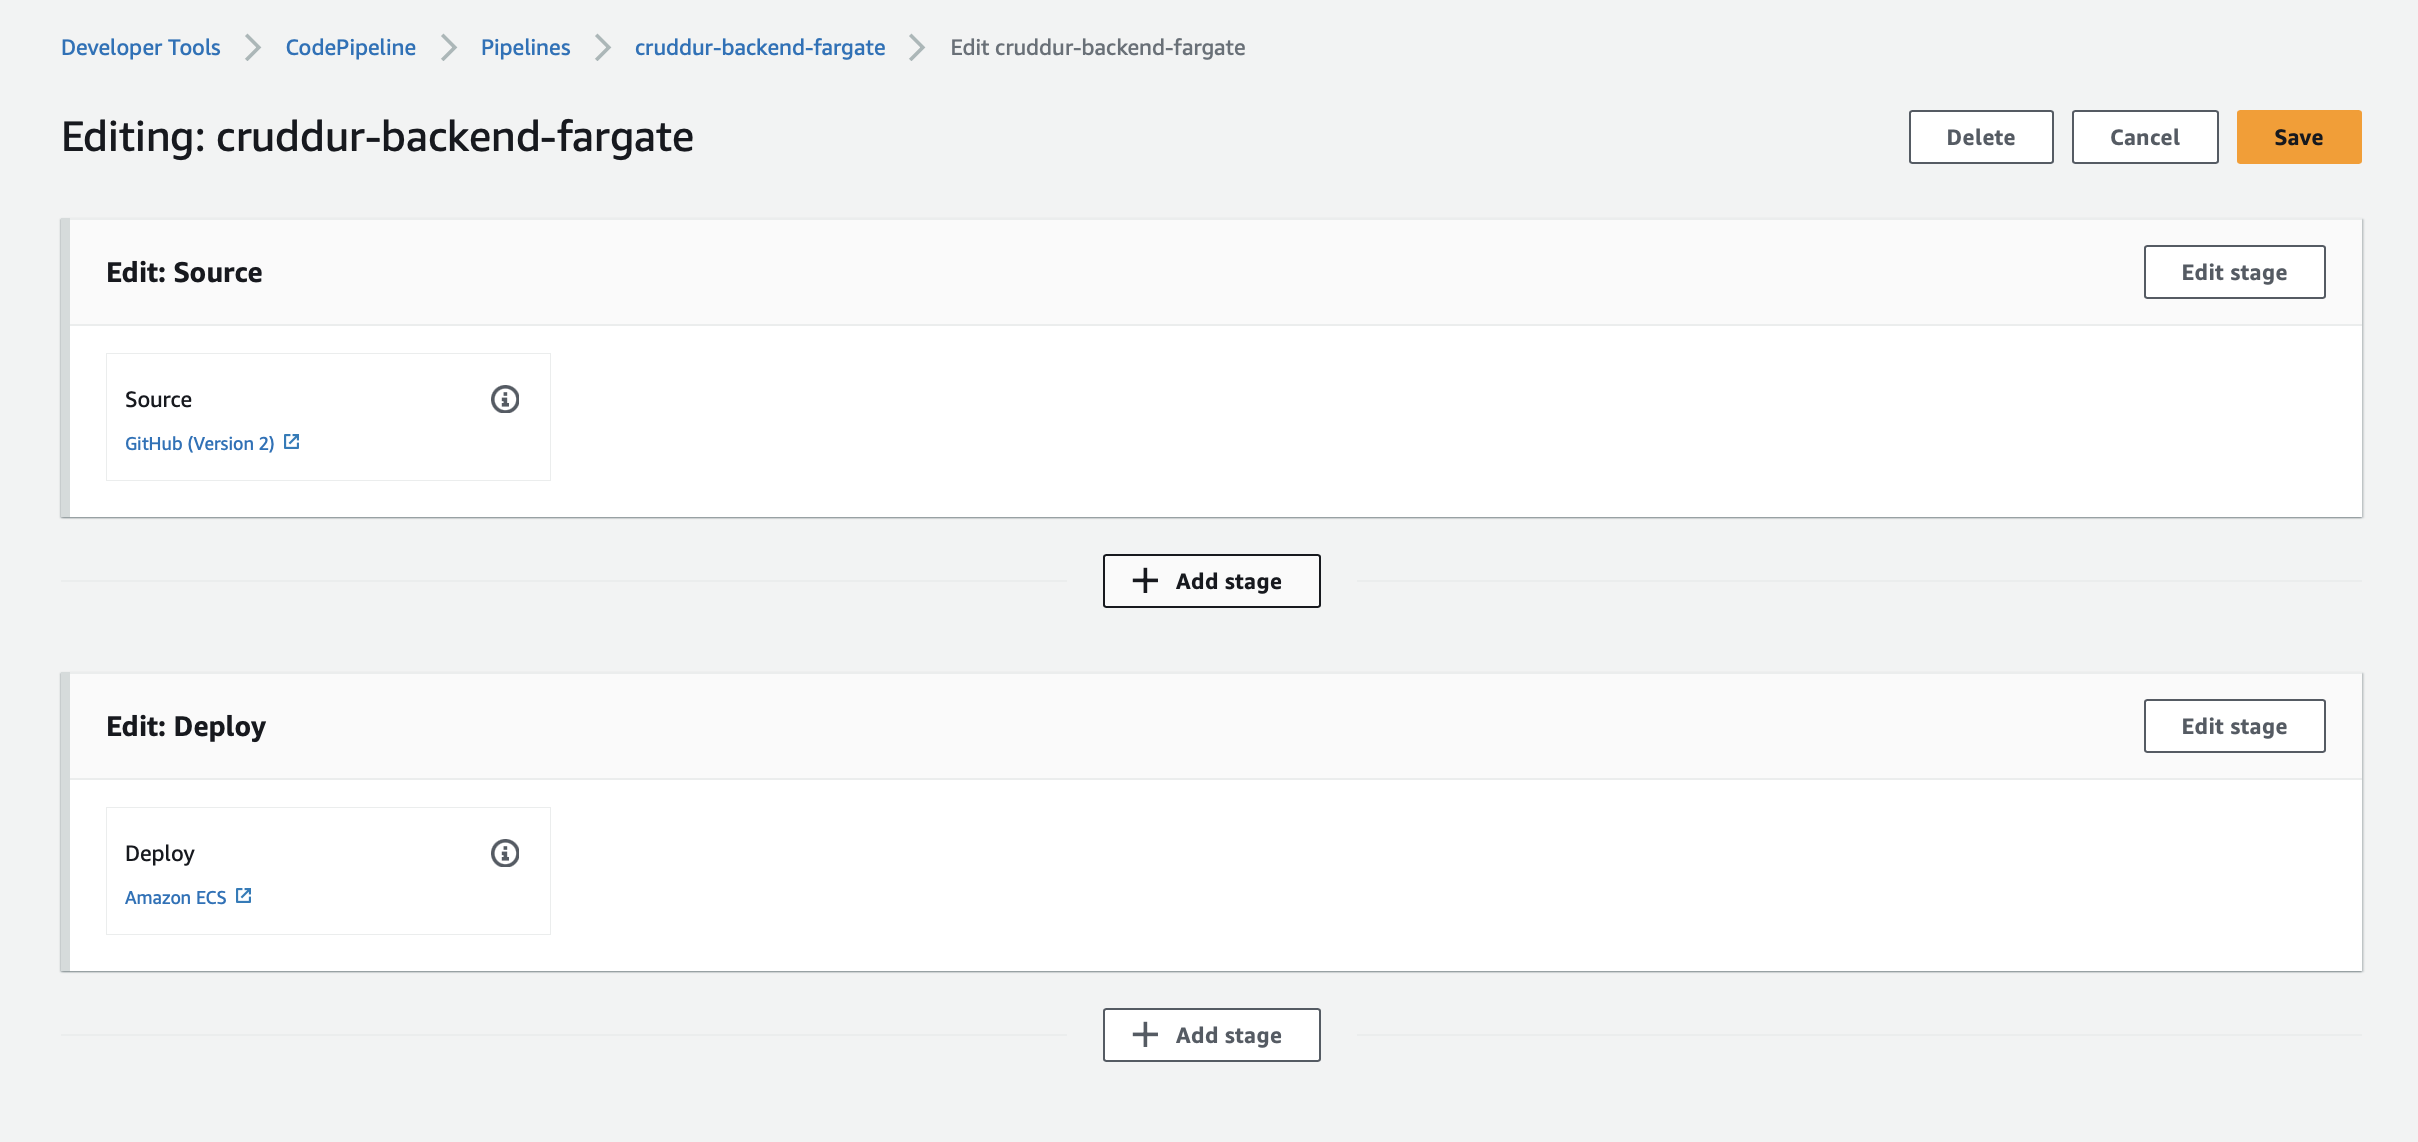 Developer Tools > CodePipeline > Pipelines > cruddur-backend-fargate > Edit cruddur-backend-fargate
Editing: cruddur-backend-fargate
Delete Cancel Save
Edit: Source
Edit stage
Source
GitHub (Version 2)
+ Add stage
Edit: Deploy
Edit stage
Deploy
Amazon ECS
+ Add stage